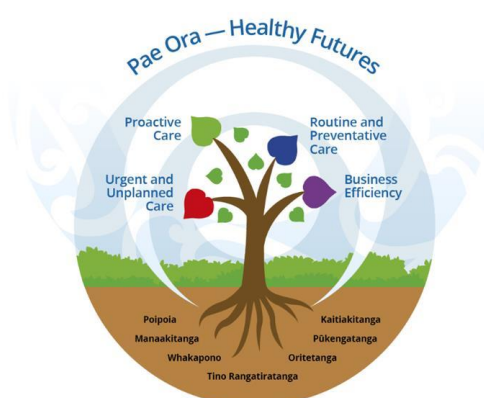 Pae Ora — Healthy Futures
Proactive
Care
Routine and
Preventative
Care
Urgent and
Unplanned
Care
Business
Efficiency
Poipoia
Kaitiakitanga
Manaakitanga
Pūkengatanga
Whakapono
Oritetanga
Tino Rangatiratanga